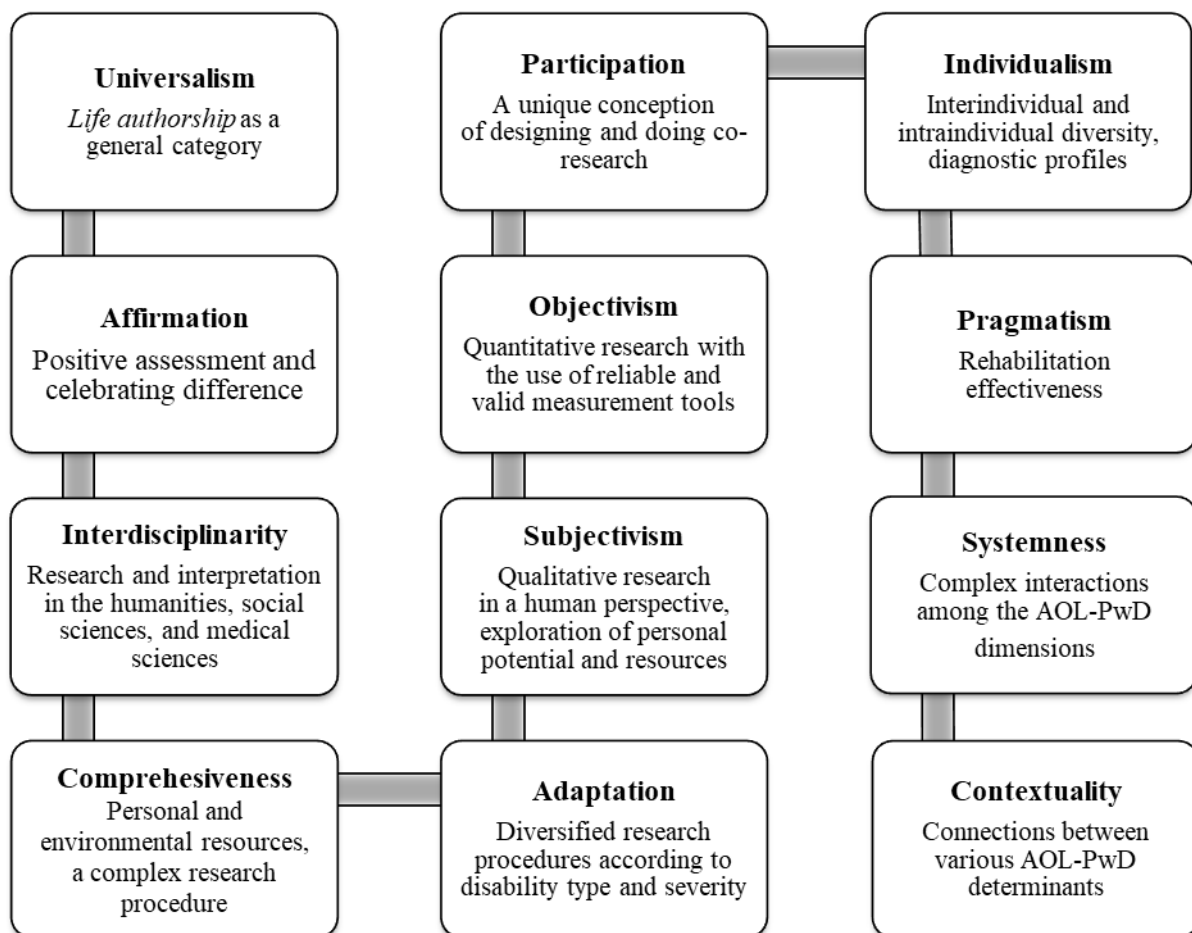 Universalism
Life authorship as a
general category
Affirmation
Positive assessment and
celebrating difference
Interdisciplinarity
Research and interpretation
in the humanities, social
sciences, and medical
sciences
Comprehesiveness
Personal and
environmental resources,
a complex research
procedure
Adaptation
Diversified research
procedures according to
disability type and severity
Subjectivism
Qualitative research
in a human perspective,
exploration of personal
potential and resources
Objectivism
Quantitative research with
the use of reliable and
valid measurement tools
Participation
A unique conception
of designing and doing co-
research
Individualism
Interindividual and
intraindividual diversity,
diagnostic profiles
Pragmatism
Rehabilitation
effectiveness
Systemness
Complex interactions
among the AOL-PwD
dimensions
Contextuality
Connections between
various AOL-PwD
determinants